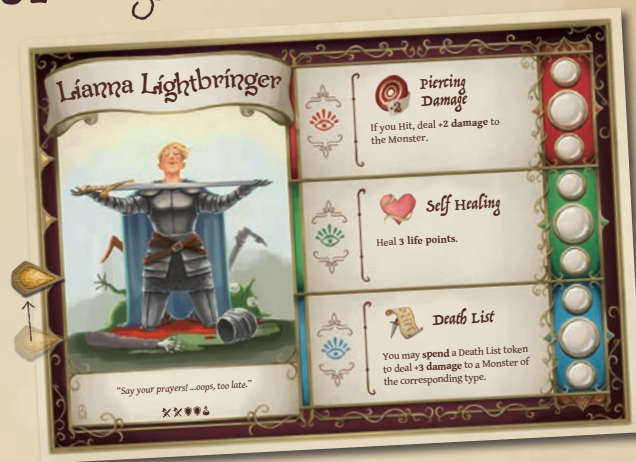 Lianna Lightbringer
"Say your prayers! ...oops, too late."
-2
Piercing
Damage
If you Hit, deal +2 damage to
the Monster.
Self Healing
Heal 3 life points.
Death List
You may spend a Death List token
to deal +3 damage to a Monster of
the corresponding type.